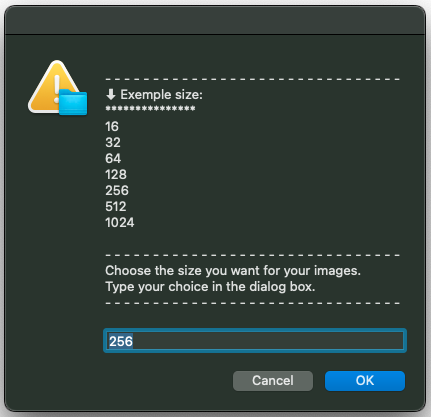 - - - - - - - - - - - - - - - - - - - - - - - - - - - - - - -
⬇ Exemple size:
***************
16
32
64
128
256
512
1024
- - - - - - - - - - - - - - - - - - - - - - - - - - - - - - -
Choose the size you want for your images.
Type your choice in the dialog box.
- - - - - - - - - - - - - - - - - - - - - - - - - - - - - - -
256
Cancel OK